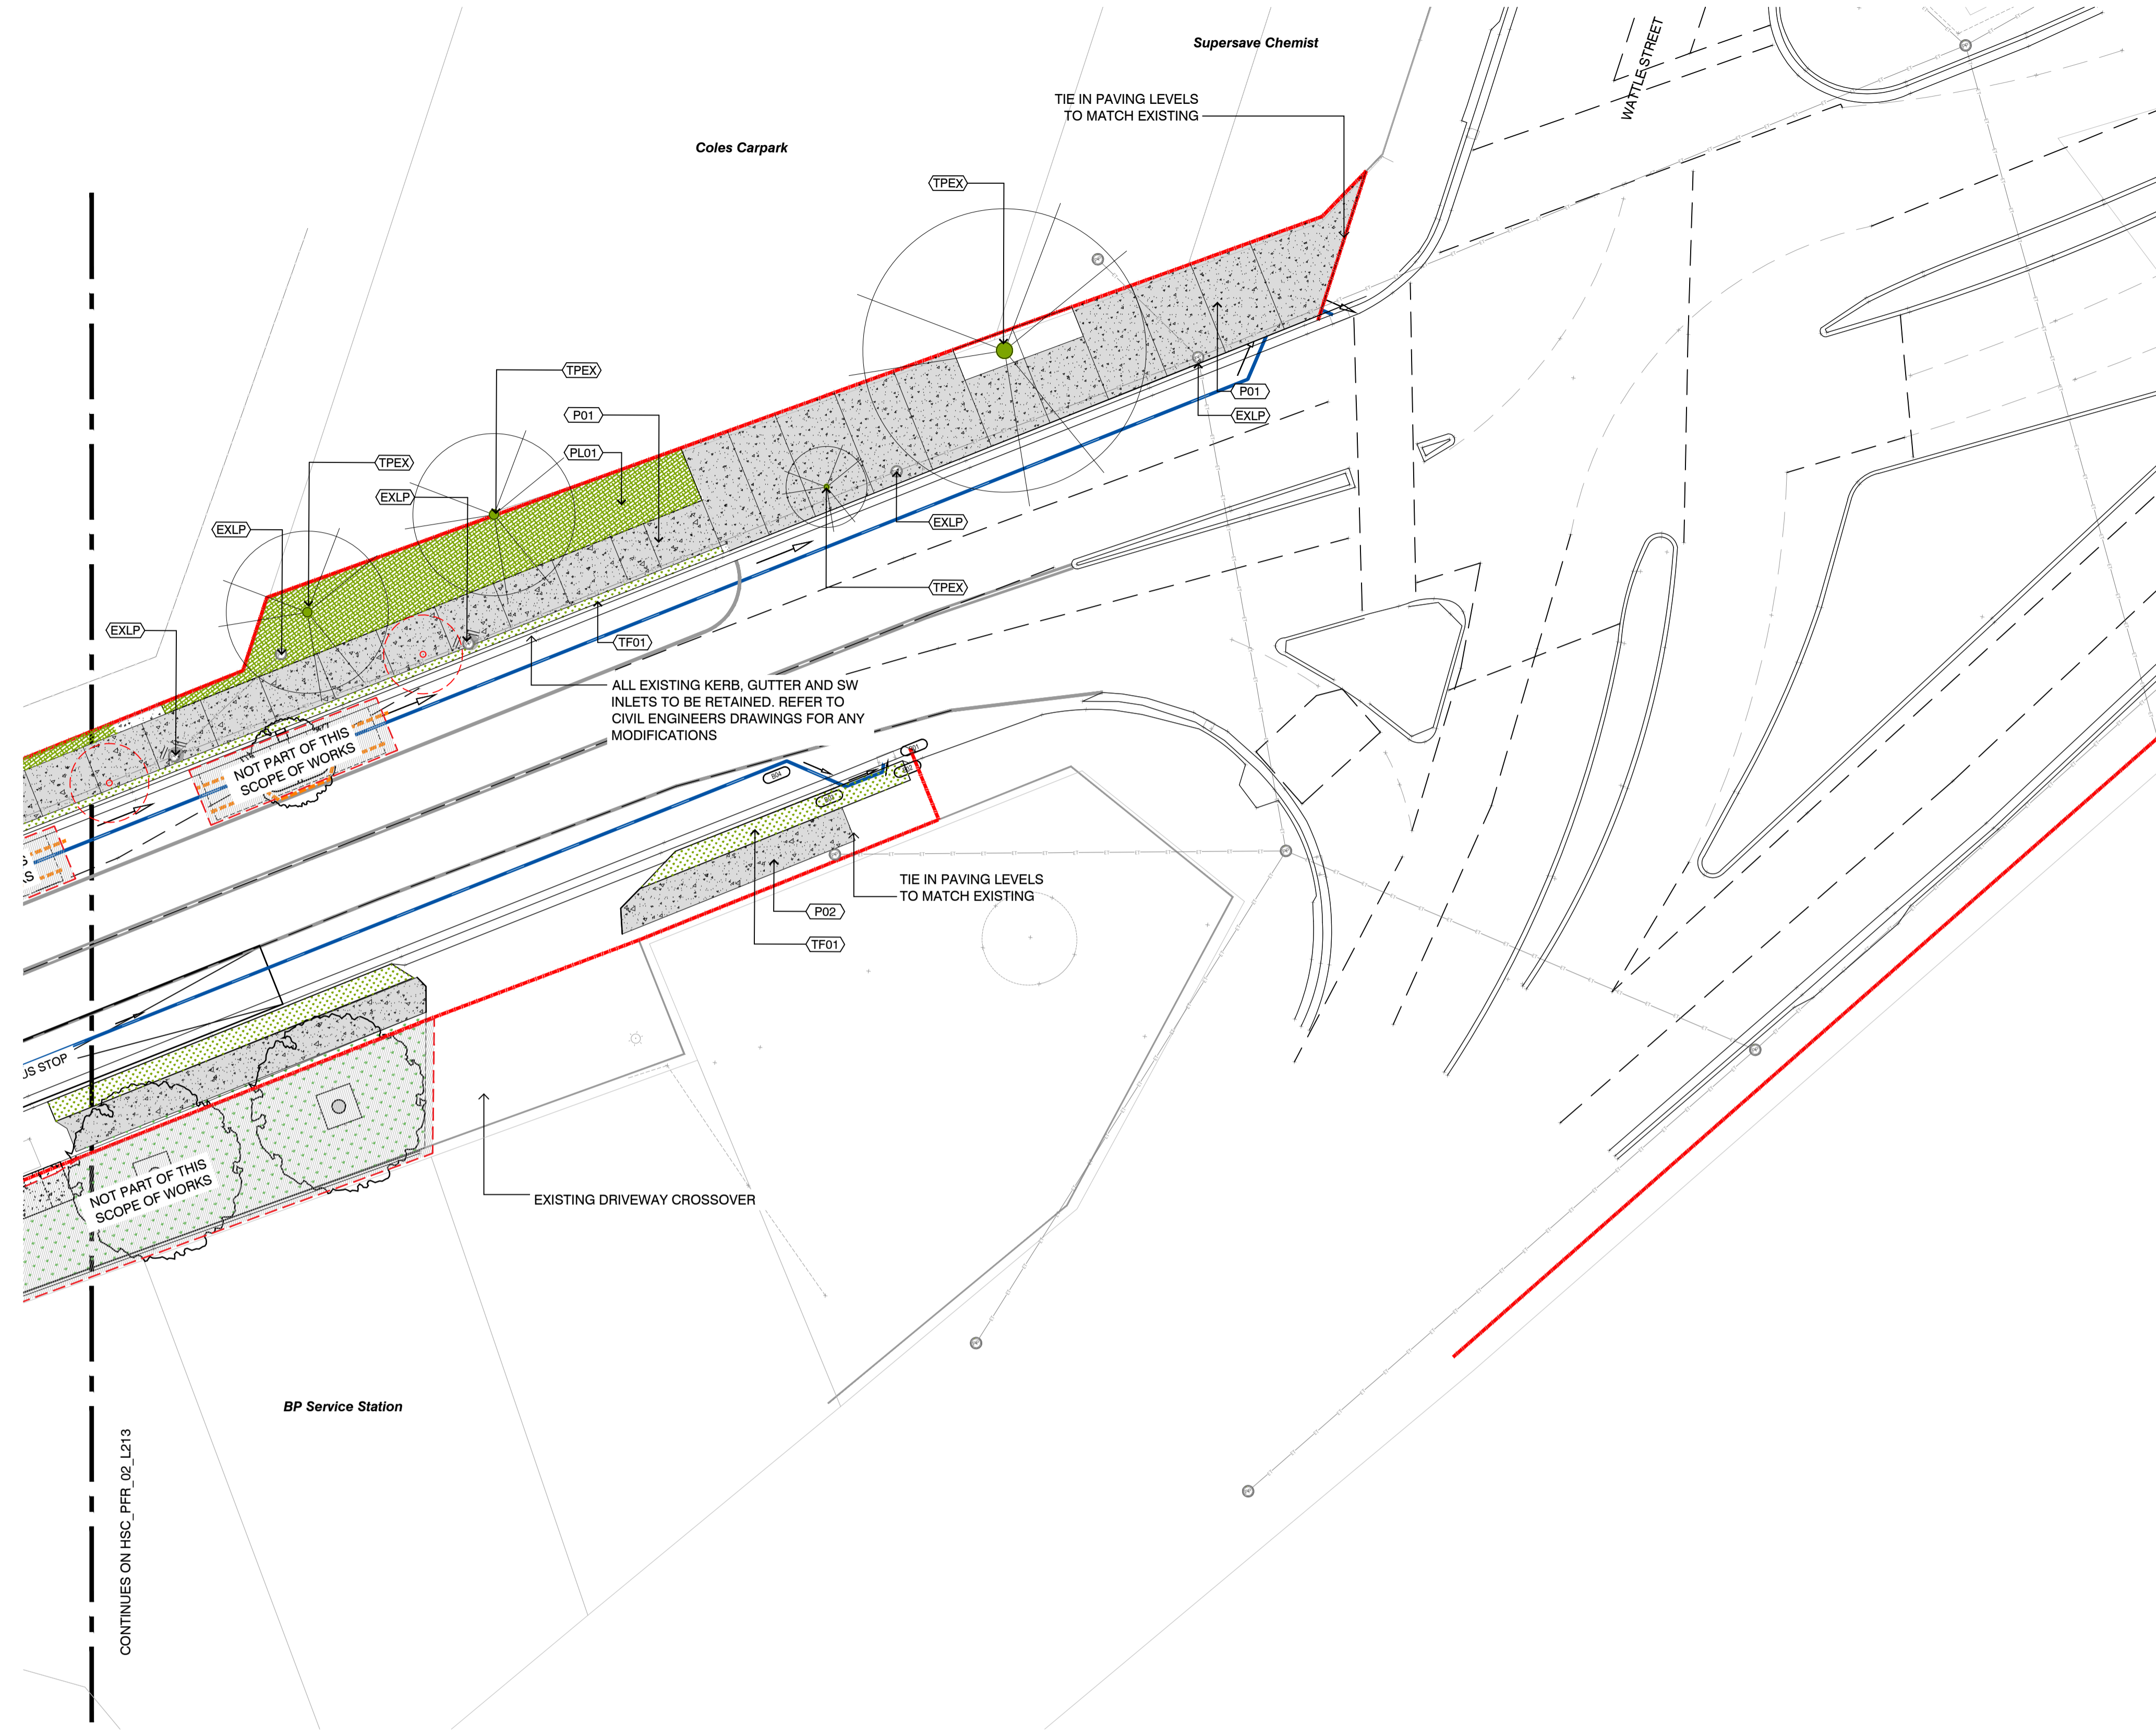 Supersave Chemist
WATTLE STREET
TIE IN PAVING LEVELS
TO MATCH EXISTING
Coles Carpark
TPEX
TPEX
P01
P01
EXLP
PL01
TPEX
EXLP
EXLP
EXLP
TPEX
EXLP
TF01
ALL EXISTING KERB, GUTTER AND SW
INLETS TO BE RETAINED. REFER TO
CIVIL ENGINEERS DRAWINGS FOR ANY
MODIFICATIONS
NOT PART OF THIS
SCOPE OF WORKS
B04
TIE IN PAVING LEVELS
TO MATCH EXISTING
P02
TF01
US STOP
NOT PART OF THIS
SCOPE OF WORKS
EXISTING DRIVEWAY CROSSOVER
BP Service Station
CONTINUES ON HSC_PFR_02_L213